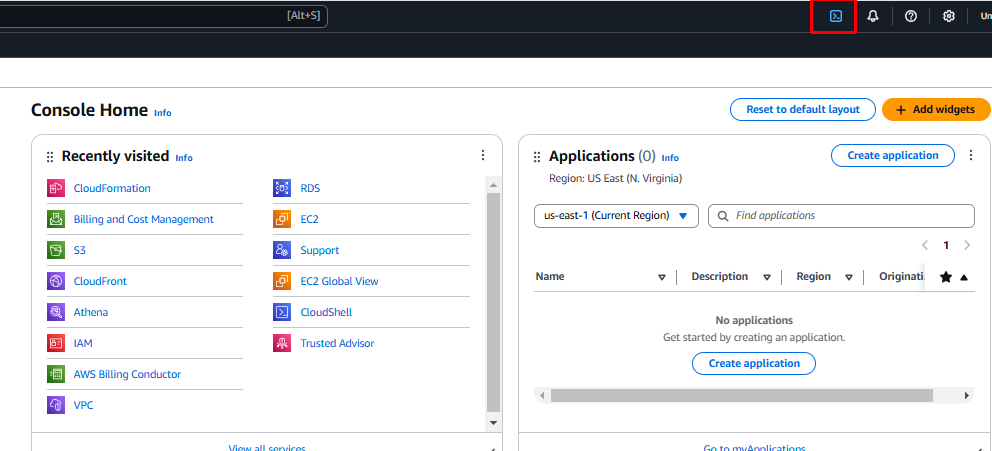 [Alt+S]
Un
Console Home Info
Reset to default layout
+ Add widgets
Recently visited Info
CloudFormation
Billing and Cost Management
S3
CloudFront
Athena
IAM
AWS Billing Conductor
VPC
RDS
EC2
Support
EC2 Global View
CloudShell
Trusted Advisor
View all services
Applications (0) Info
Region: US East (N. Virginia)
Create application
us-east-1 (Current Region)
Find applications
1
Name Description Region Originati.
No applications
Get started by creating an application.
Create application
Go to myApplications